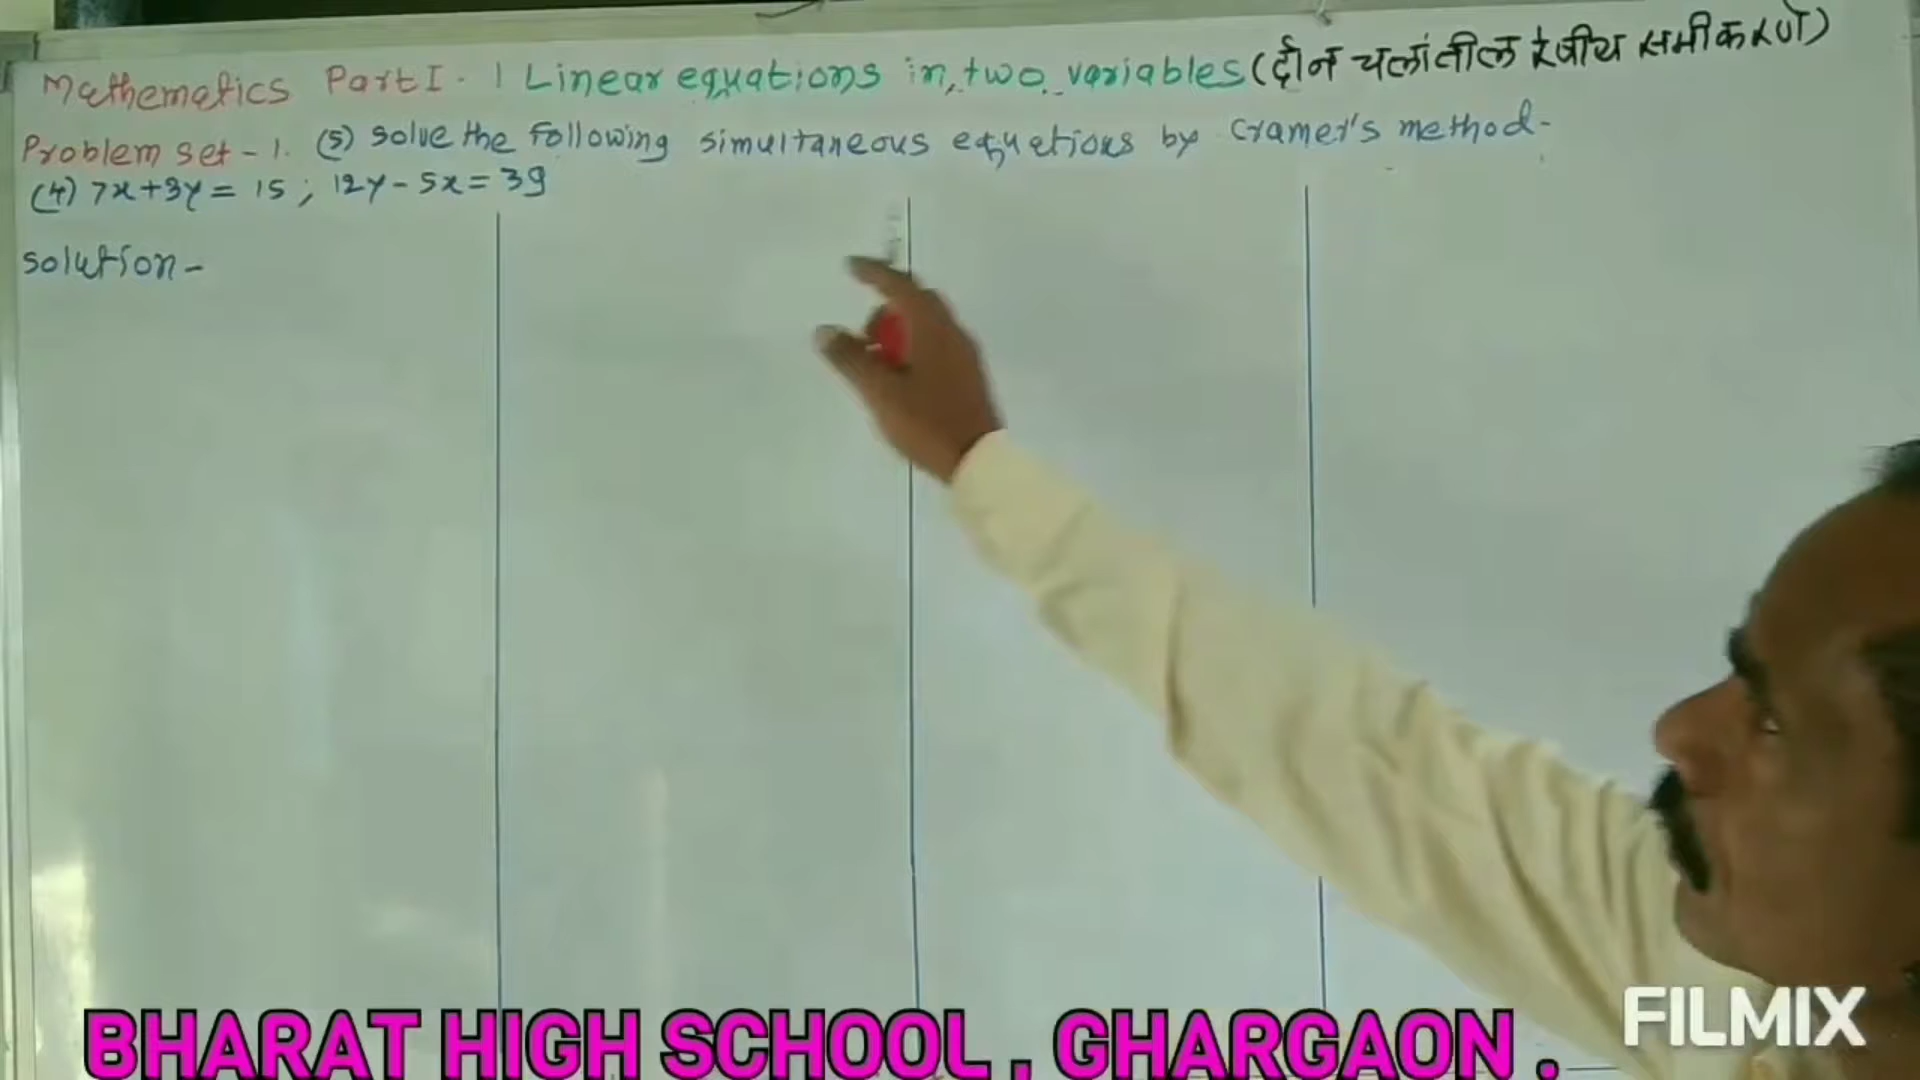 Mathematics Part I. 1 Linear equations in two variables (दोन चलांतील रेषीय समीकरणे)
Problem set - 1. (5) solve the following simultaneous equations by cramer's method-
(4) 7x+3y = 15 ; 12y - 5x = 39
solution -
BHARAT HIGH SCHOOL , GHARGAON .
FILMIX